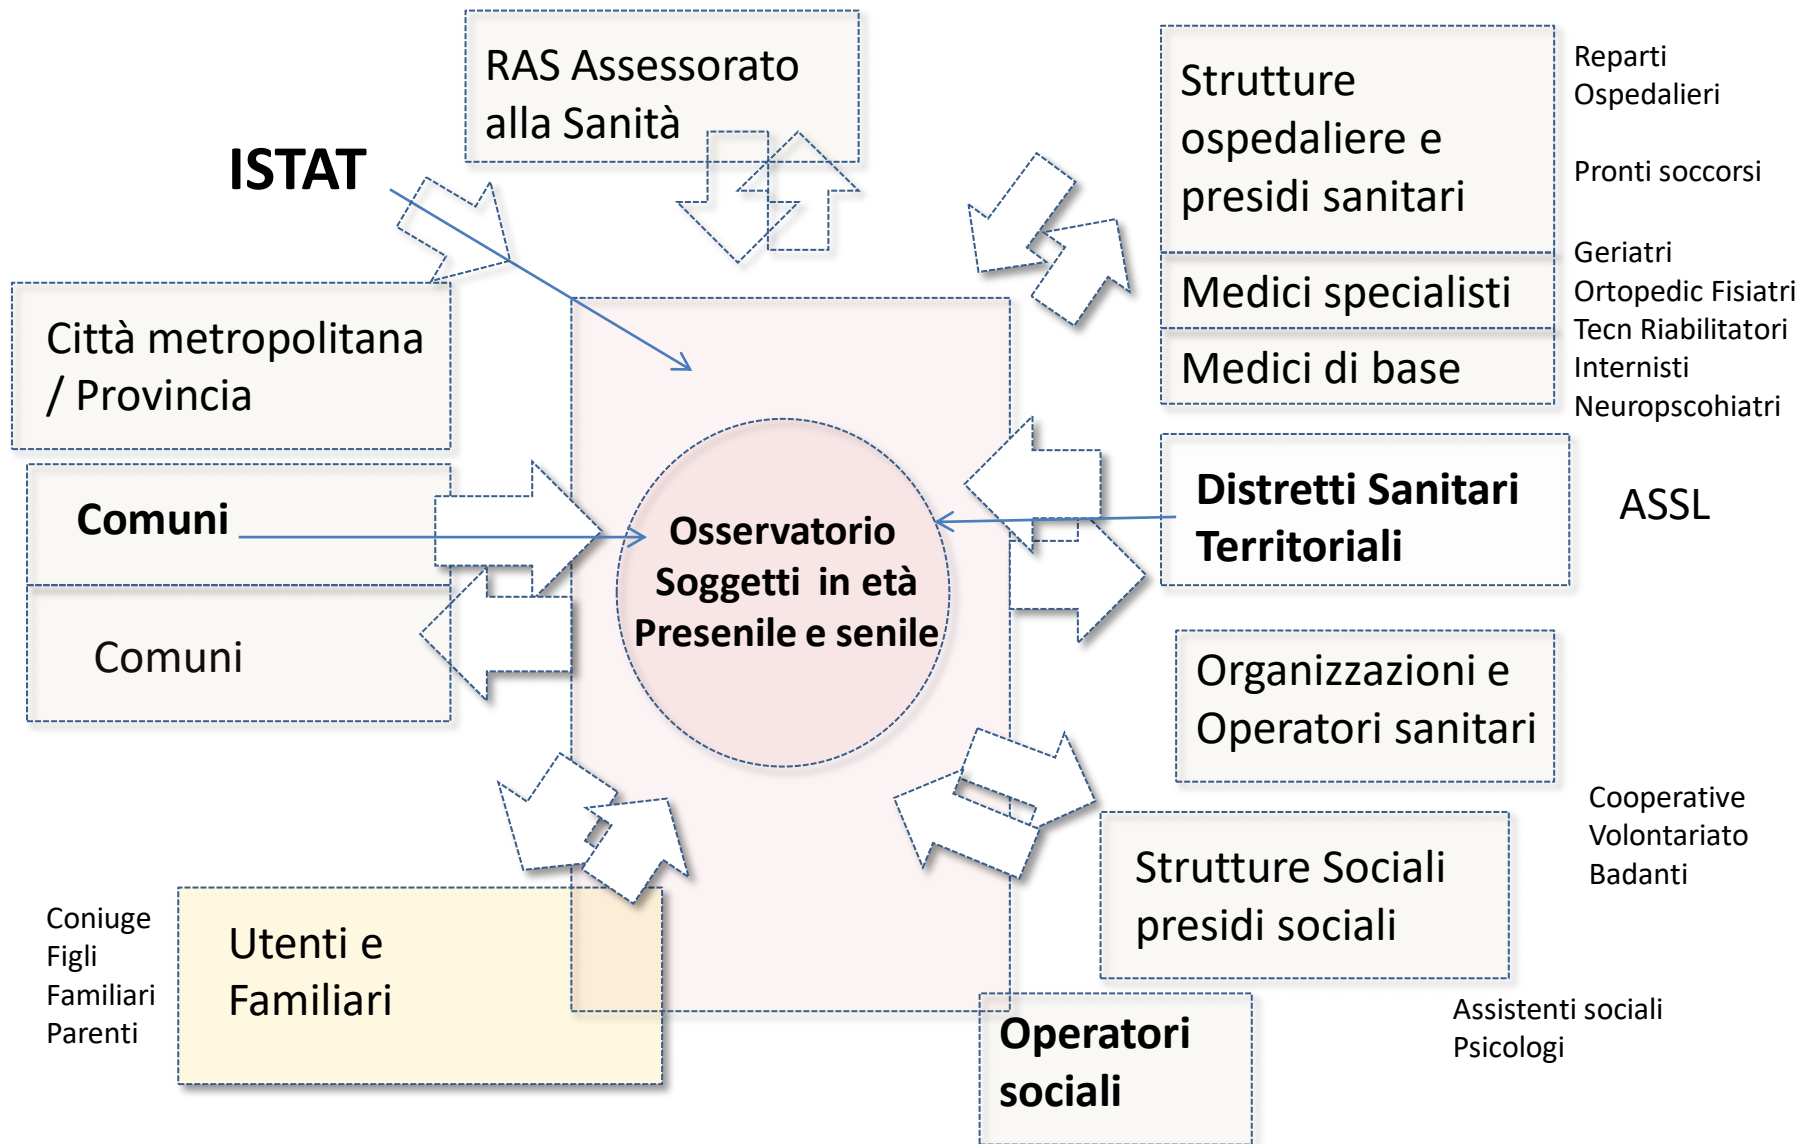 RAS Assessorato
alla Sanità
ISTAT
Strutture
ospedaliere e
presidi sanitari
Reparti
Ospedalieri
Pronti soccorsi
Medici specialisti
Medici di base
Geriatri
Ortopedic Fisiatri
Tecn Riabilitatori
Internisti
Neuropscohiatri
Città metropolitana
/ Provincia
Comuni
Comuni
Osservatorio
Soggetti in età
Presenile e senile
Distretti Sanitari
Territoriali
ASSL
Organizzazioni e
Operatori sanitari
Cooperative
Volontariato
Badanti
Strutture Sociali
presidi sociali
Coniuge
Figli
Familiari
Parenti
Utenti e
Familiari
Operatori
sociali
Assistenti sociali
Psicologi